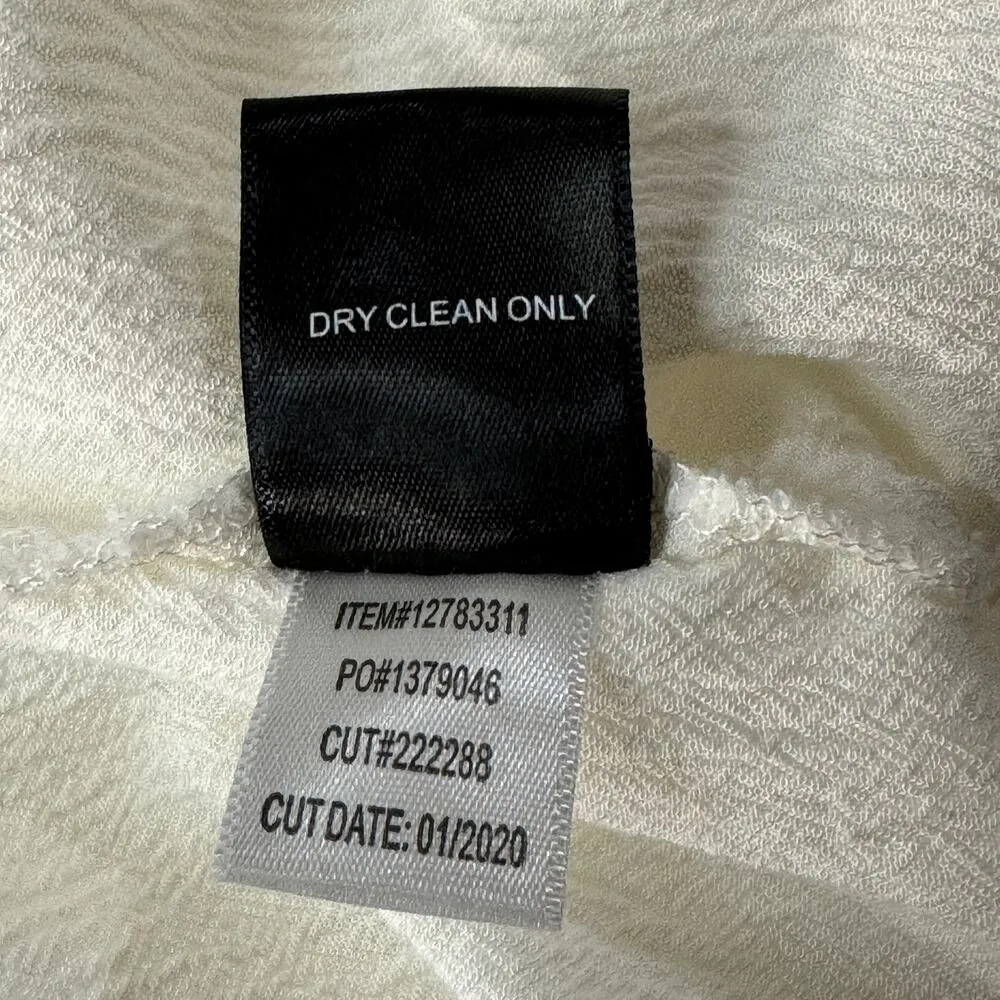 DRY CLEAN ONLY
ITEM#12783311
PO#1379046
CUT#222288
CUT DATE: 01/2020